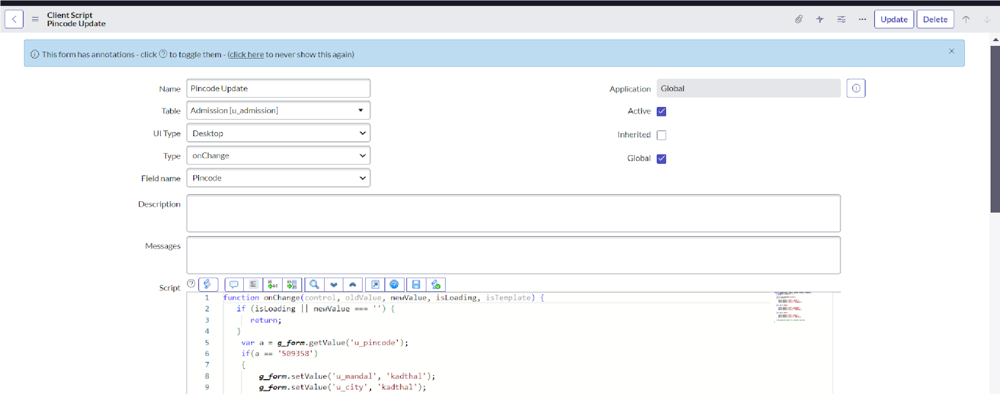 Client Script
Pincode Update
Update
Delete
This form has annotations - click ? to toggle them - (click here to never show this again)
Name
Pincode Update
Application
Global
Table
Admission [u_admission]
Active
UI Type
Desktop
Inherited
Type
onChange
Global
Field name
Pincode
Description
Messages
Script
1 function onChange(control, oldValue, newValue, isLoading, isTemplate) {
2 if (isLoading || newValue === '') {
3 return;
4 }
5 var a = g_form.getValue('u_pincode');
6 if(a == '509358')
7 {
8 g_form.setValue('u_mandal', 'kadthal');
9 g_form.setValue('u_city', 'kadthal');